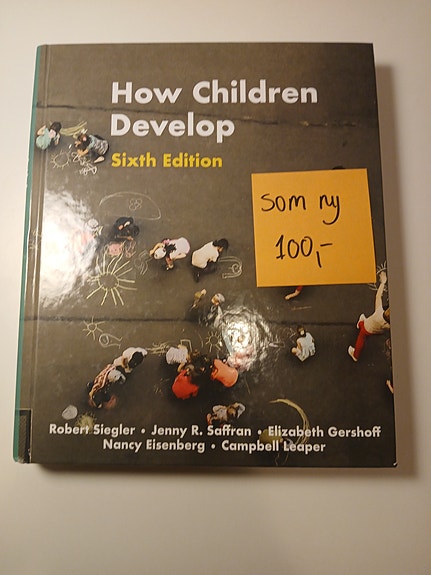 How Children
Develop
Sixth Edition
som ny
100,-
Robert Siegler • Jenny R. Saffran • Elizabeth Gershoff
Nancy Eisenberg • Campbell Leaper